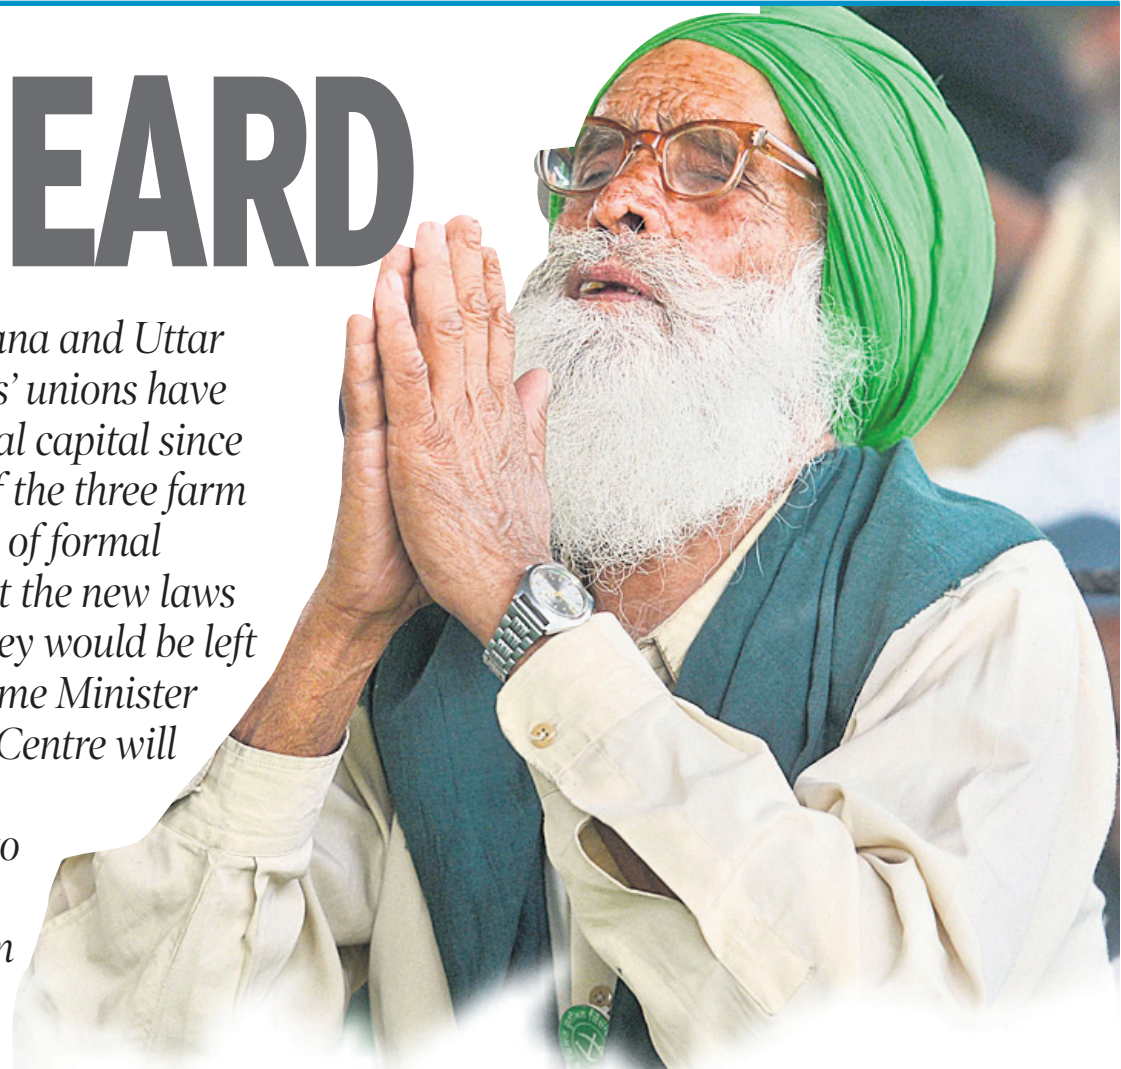 EARD
ana and Uttar
s' unions have
al capital since
f the three farm
of formal
t the new laws
ey would be left
me Minister
Centre will
o
n